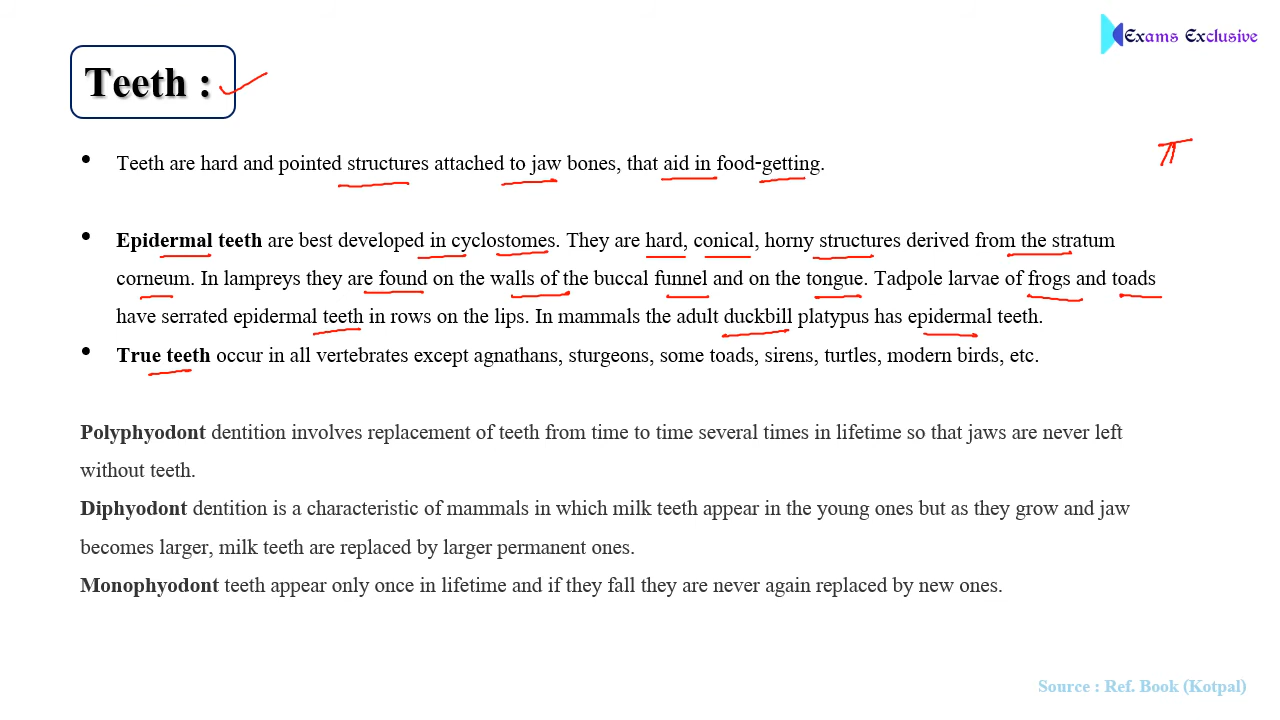 Exams Exclusive
Teeth :
• Teeth are hard and pointed structures attached to jaw bones, that aid in food-getting.
• Epidermal teeth are best developed in cyclostomes. They are hard, conical, horny structures derived from the stratum
corneum. In lampreys they are found on the walls of the buccal funnel and on the tongue. Tadpole larvae of frogs and toads
have serrated epidermal teeth in rows on the lips. In mammals the adult duckbill platypus has epidermal teeth.
• True teeth occur in all vertebrates except agnathans, sturgeons, some toads, sirens, turtles, modern birds, etc.
Polyphyodont dentition involves replacement of teeth from time to time several times in lifetime so that jaws are never left
without teeth.
Diphyodont dentition is a characteristic of mammals in which milk teeth appear in the young ones but as they grow and jaw
becomes larger, milk teeth are replaced by larger permanent ones.
Monophyodont teeth appear only once in lifetime and if they fall they are never again replaced by new ones.
Source : Ref. Book (Kotpal)